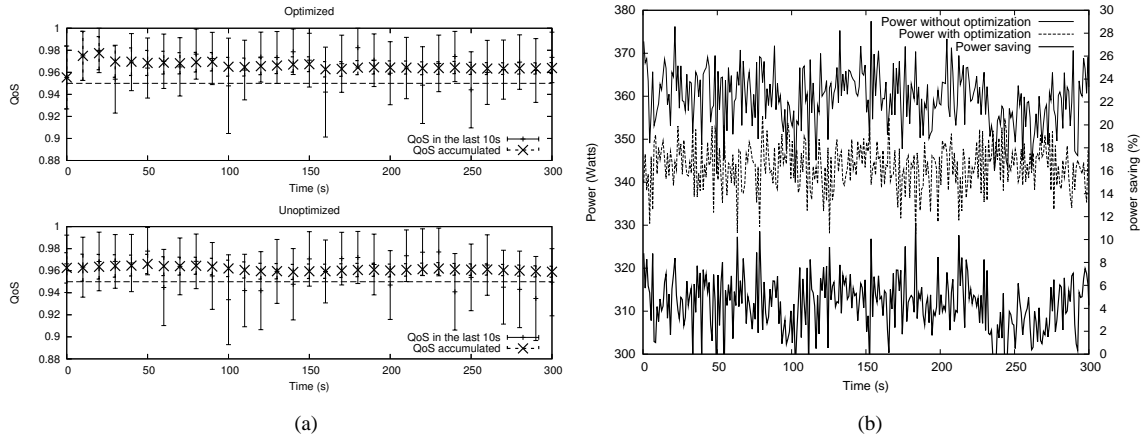 Optimized
1
0.98
0.96
0.94
0.92
0.9
0.88
QoS
QoS in the last 10s
QoS accumulated
0 50 100 150 200 250 300
Time (s)
Unoptimized
1
0.98
0.96
0.94
0.92
0.9
0.88
QoS
QoS in the last 10s
QoS accumulated
0 50 100 150 200 250 300
Time (s)
(a)
Power without optimization
Power with optimization
Power saving
380
370
360
350
340
330
320
310
300
Power (Watts)
30
28
26
24
22
20
18
16
14
12
10
8
6
4
2
0
power saving (%)
0 50 100 150 200 250 300
Time (s)
(b)